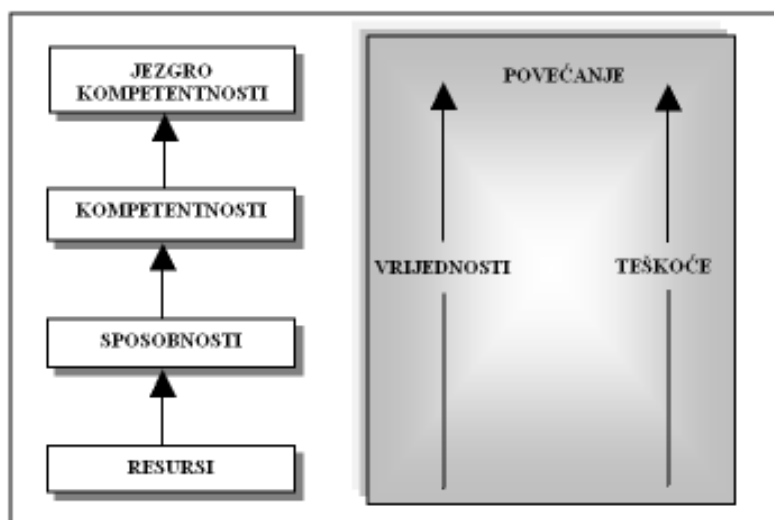 JEZGRO
KOMPETENTNOSTI
KOMPETENTNOSTI
SPOSOBNOSTI
RESURSI
POVEĆANJE
VRIJEDNOSTI
TEŠKOĆE